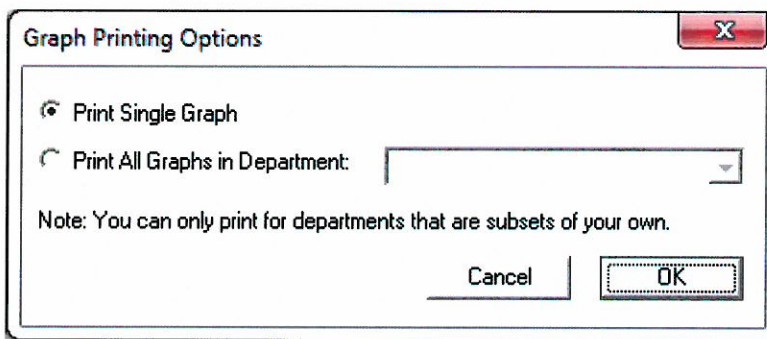 Graph Printing Options
Print Single Graph
Print All Graphs in Department:
Note: You can only print for departments that are subsets of your own.
Cancel OK